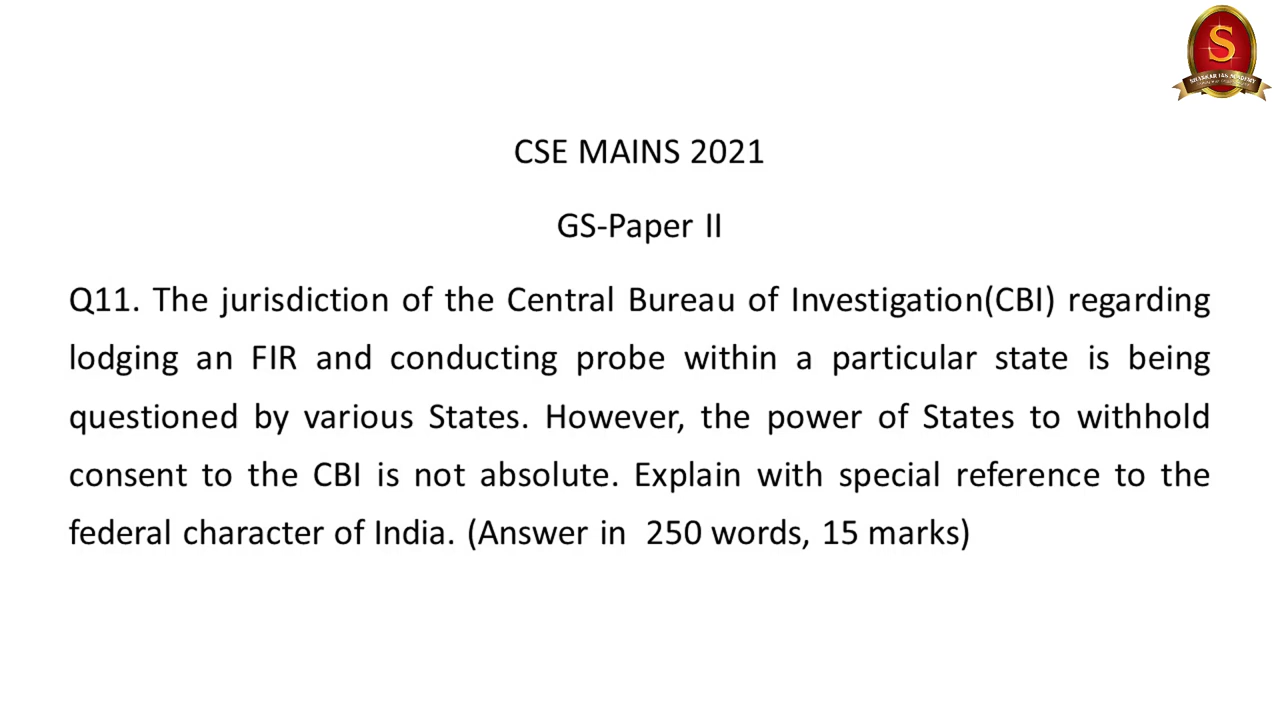 SHANKAR IAS ACADEMY
CSE MAINS 2021
GS-Paper II
Q11. The jurisdiction of the Central Bureau of Investigation(CBI) regarding
lodging an FIR and conducting probe within a particular state is being
questioned by various States. However, the power of States to withhold
consent to the CBI is not absolute. Explain with special reference to the
federal character of India. (Answer in 250 words, 15 marks)